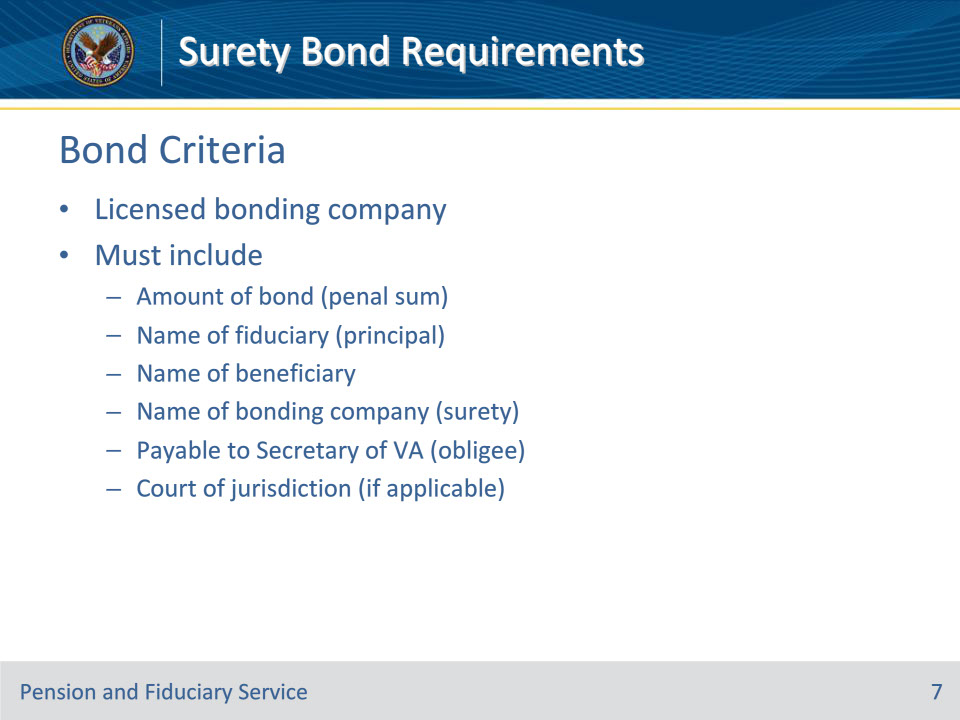 Surety Bond Requirements
Bond Criteria
• Licensed bonding company
• Must include
– Amount of bond (penal sum)
– Name of fiduciary (principal)
– Name of beneficiary
– Name of bonding company (surety)
– Payable to Secretary of VA (obligee)
– Court of jurisdiction (if applicable)
Pension and Fiduciary Service
7